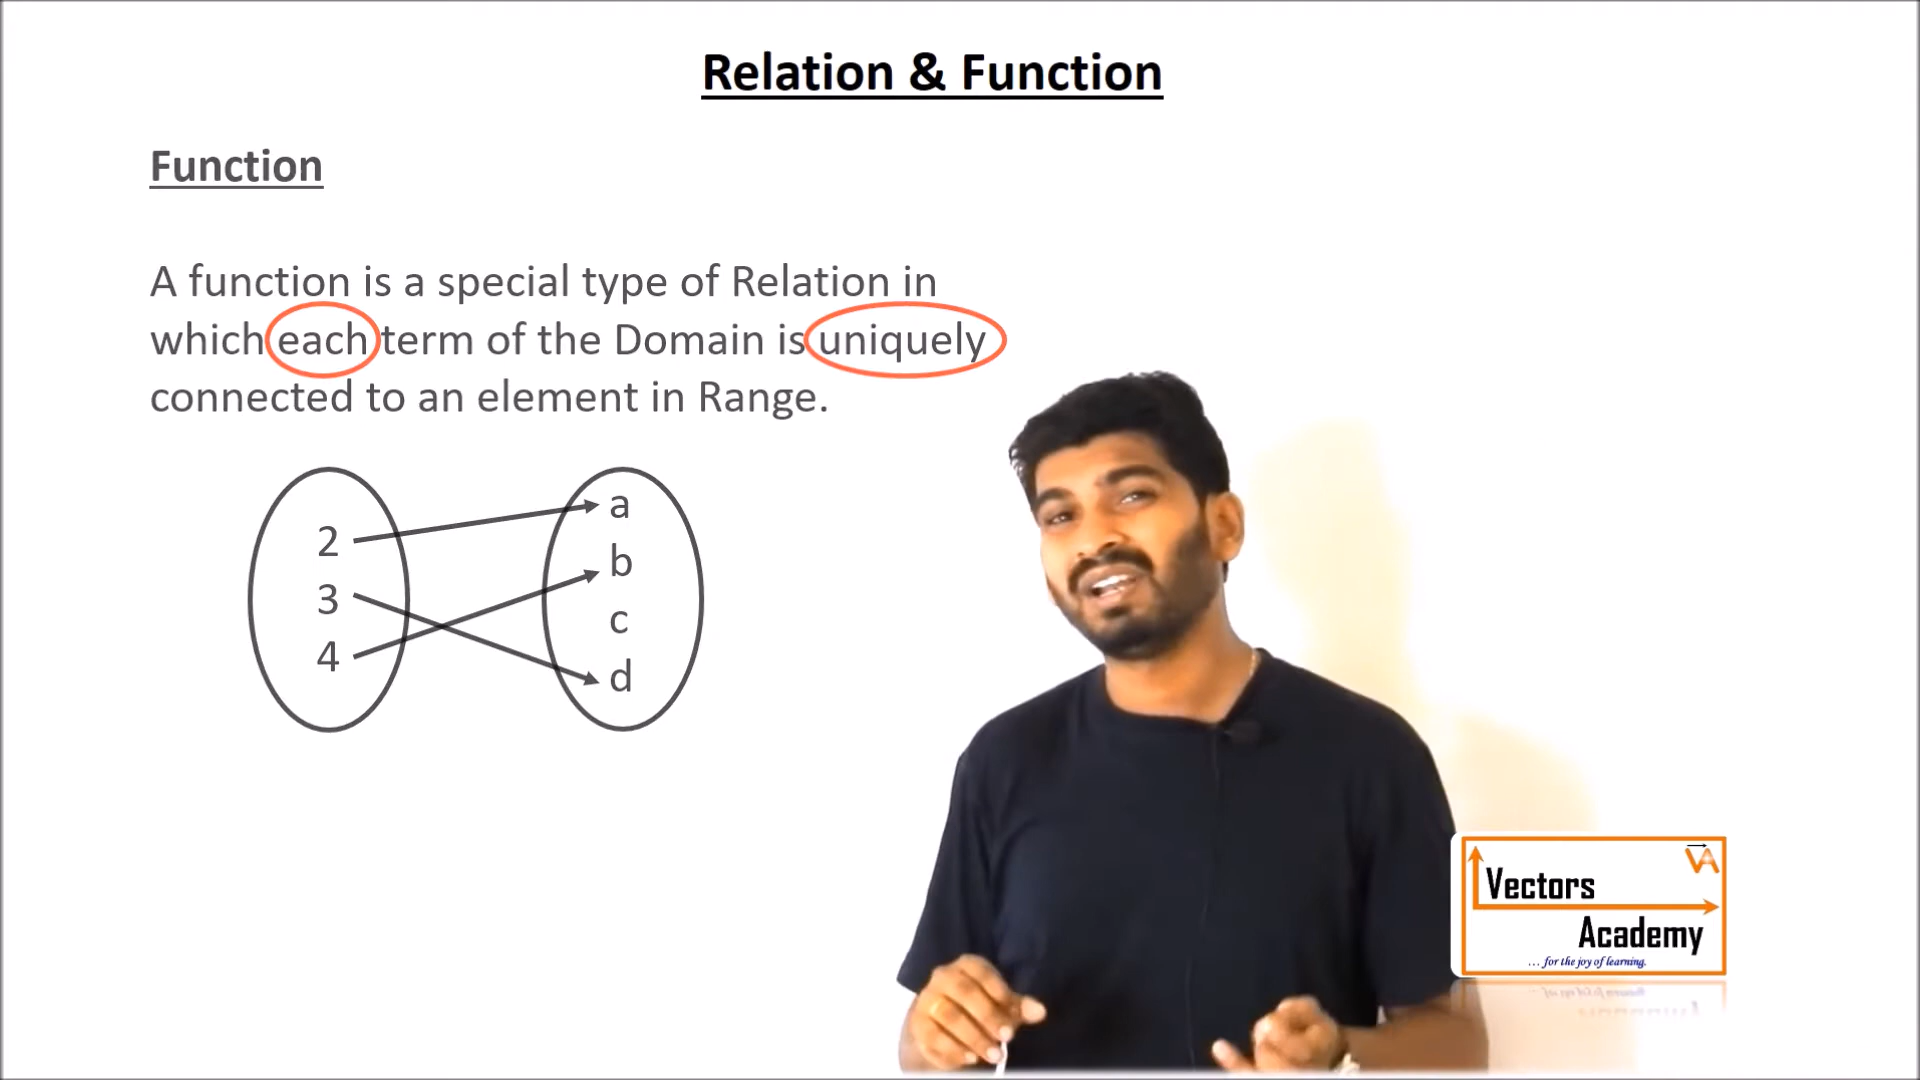 Relation & Function
Function
A function is a special type of Relation in
which each term of the Domain is uniquely
connected to an element in Range.
2
3
4
a
b
c
d
VA
Vectors
Academy
... for the joy of learning.